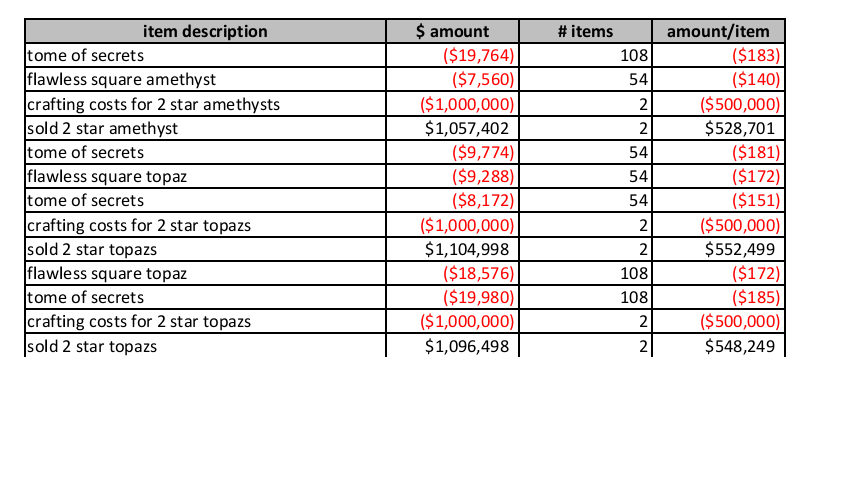 item description $ amount # items amount/item
tome of secrets ($19,764) 108 ($183)
flawless square amethyst ($7,560) 54 ($140)
crafting costs for 2 star amethysts ($1,000,000) 2 ($500,000)
sold 2 star amethyst $1,057,402 2 $528,701
tome of secrets ($9,774) 54 ($181)
flawless square topaz ($9,288) 54 ($172)
tome of secrets ($8,172) 54 ($151)
crafting costs for 2 star topazs ($1,000,000) 2 ($500,000)
sold 2 star topazs $1,104,998 2 $552,499
flawless square topaz ($18,576) 108 ($172)
tome of secrets ($19,980) 108 ($185)
crafting costs for 2 star topazs ($1,000,000) 2 ($500,000)
sold 2 star topazs $1,096,498 2 $548,249